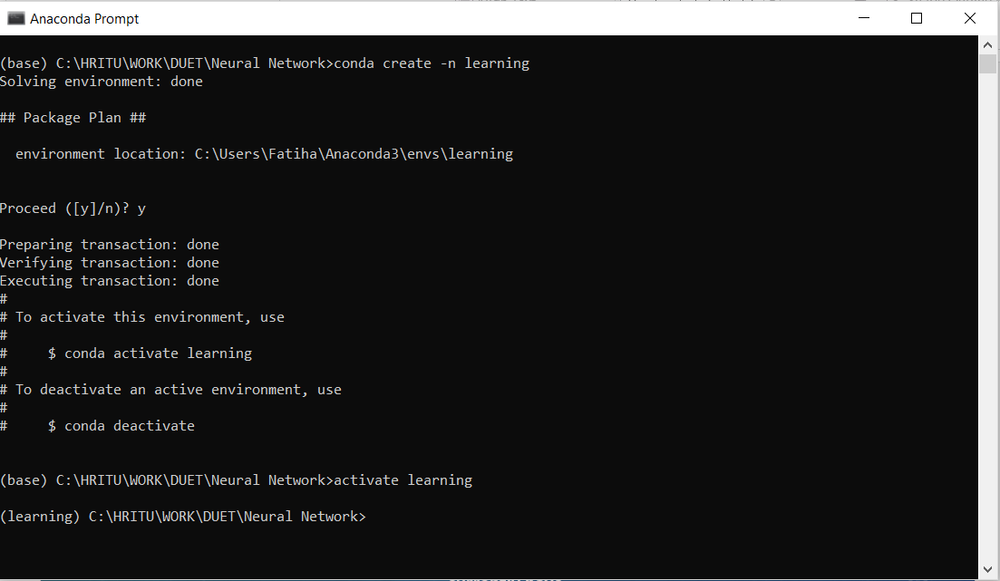 Anaconda Prompt
(base) C:\HRITU\WORK\DUET\Neural Network>conda create -n learning
Solving environment: done
## Package Plan ##
environment location: C:\Users\Fatiha\Anaconda3\envs\learning
Proceed ([y]/n)? y
Preparing transaction: done
Verifying transaction: done
Executing transaction: done
#
# To activate this environment, use
#
#     $ conda activate learning
#
# To deactivate an active environment, use
#
#     $ conda deactivate
(base) C:\HRITU\WORK\DUET\Neural Network>activate learning
(learning) C:\HRITU\WORK\DUET\Neural Network>